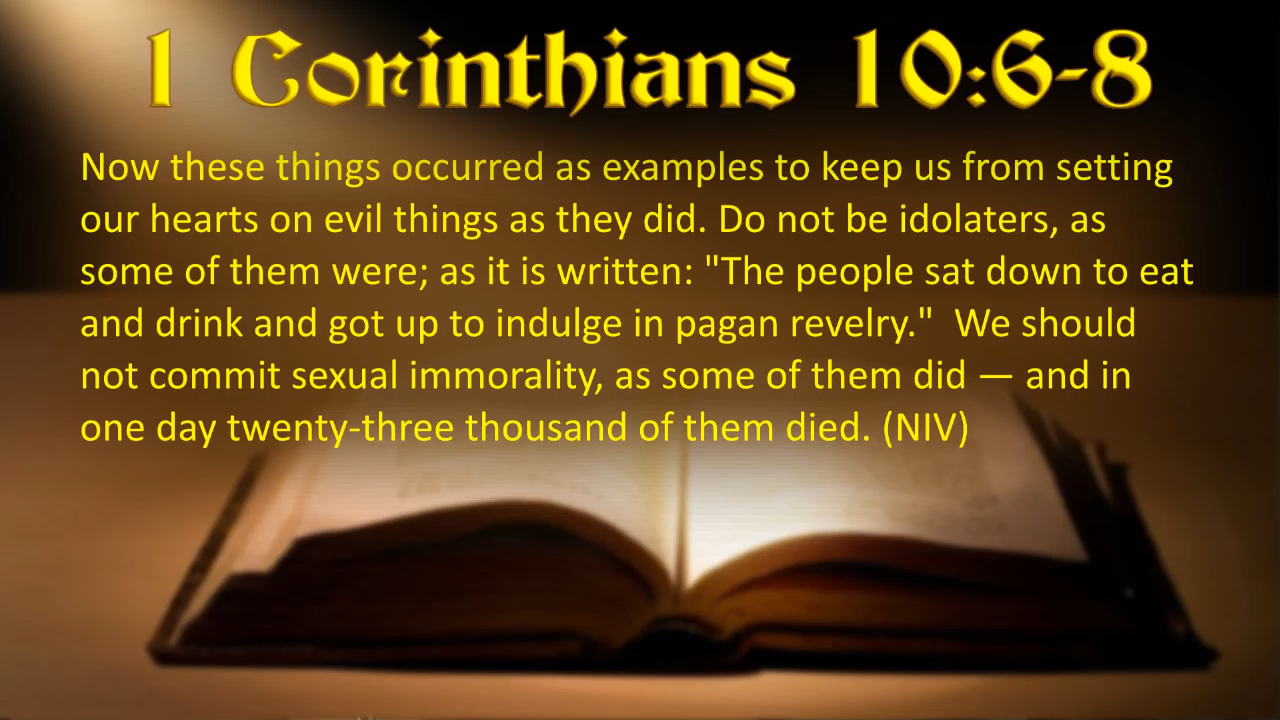 1 Corinthians 10:6-8
Now these things occurred as examples to keep us from setting
our hearts on evil things as they did. Do not be idolaters, as
some of them were; as it is written: "The people sat down to eat
and drink and got up to indulge in pagan revelry."  We should
not commit sexual immorality, as some of them did — and in
one day twenty-three thousand of them died. (NIV)